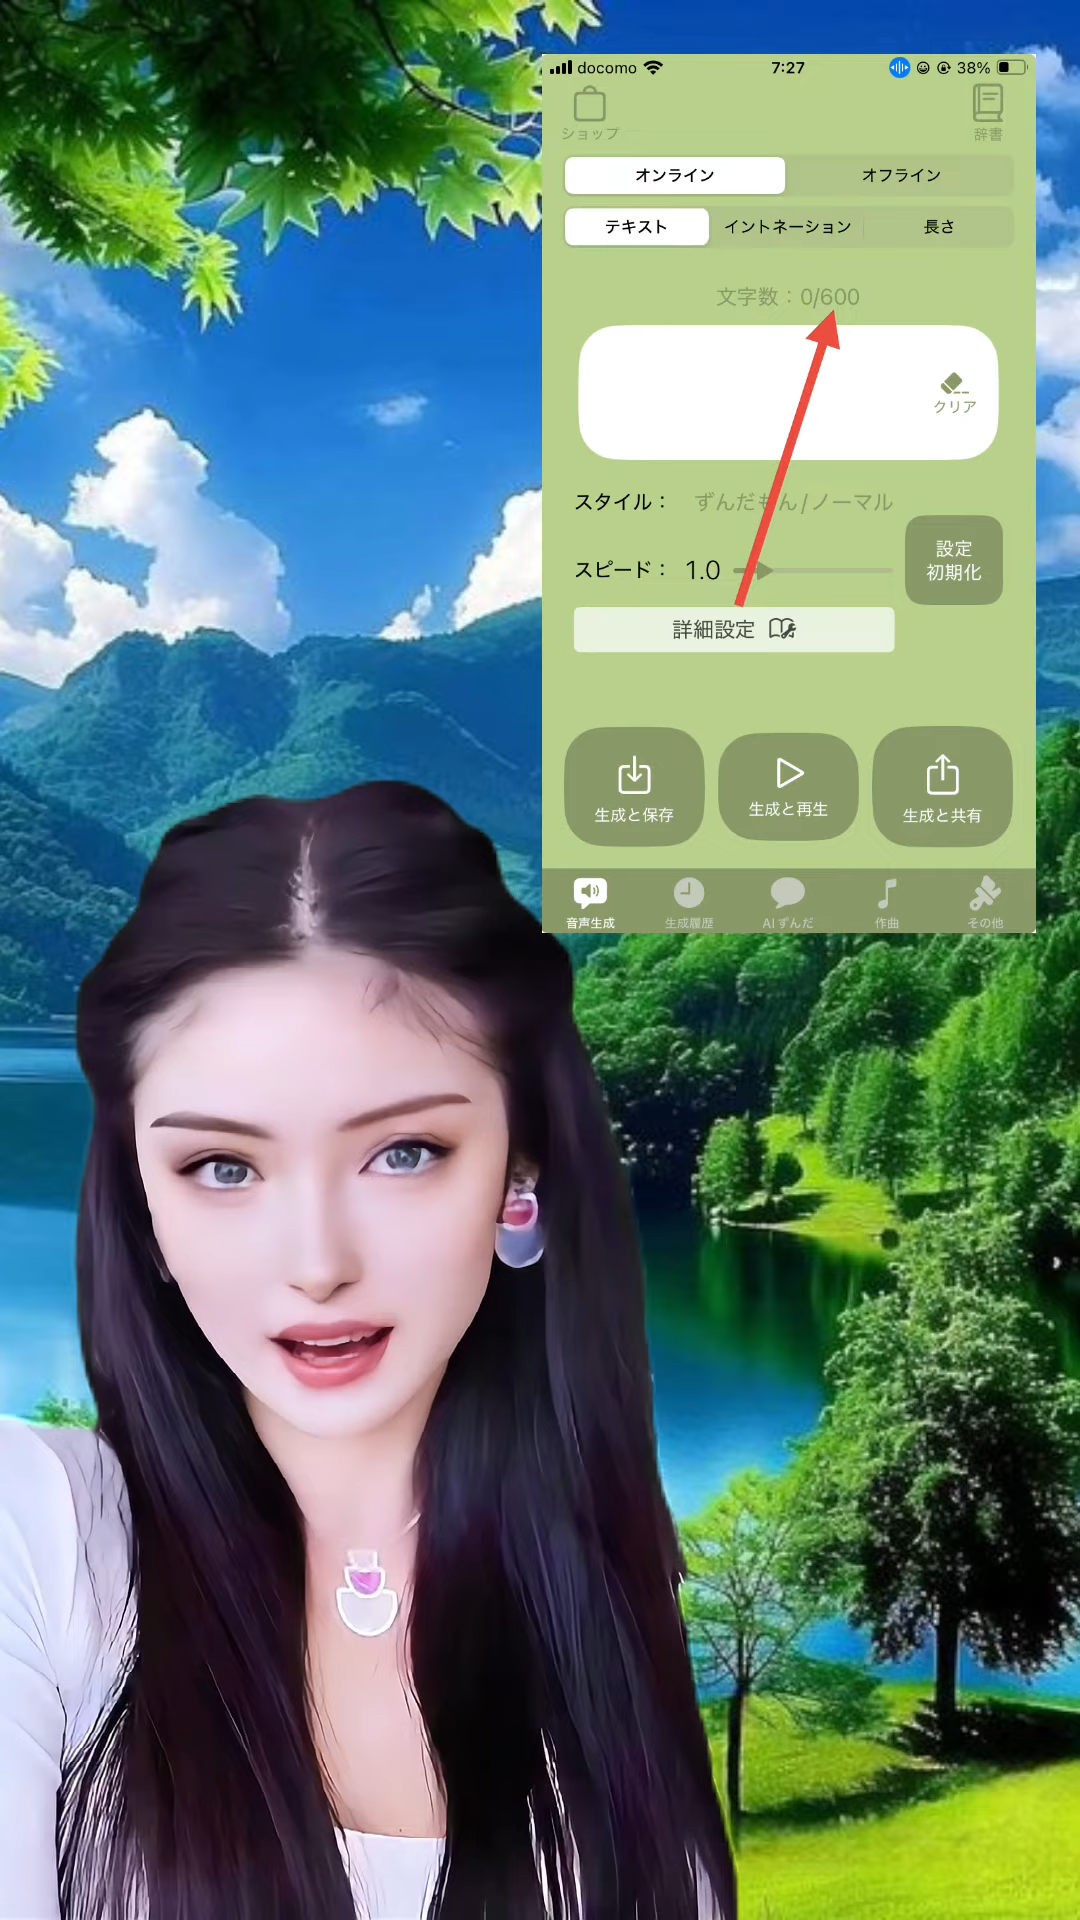 docomo 7:27 38%
ショップ 辞書
オンライン オフライン
テキスト イントネーション 長さ
文字数：0/600
クリア
スタイル： ずんだもん/ノーマル
スピード： 1.0
設定
初期化
詳細設定
生成と保存 生成と再生 生成と共有
音声生成 生成履歴 AIずんだ 作曲 その他